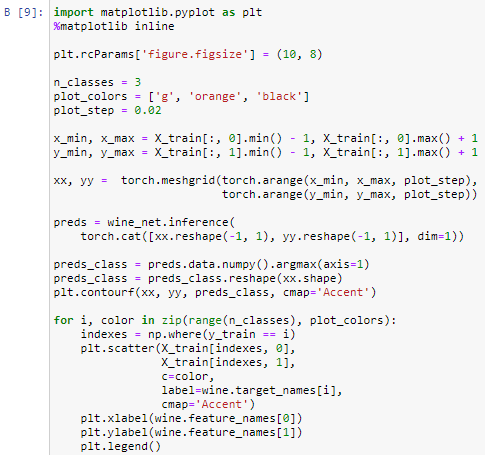 В [9]: import matplotlib.pyplot as plt
%matplotlib inline

plt.rcParams['figure.figsize'] = (10, 8)

n_classes = 3
plot_colors = ['g', 'orange', 'black']
plot_step = 0.02

x_min, x_max = X_train[:, 0].min() - 1, X_train[:, 0].max() + 1
y_min, y_max = X_train[:, 1].min() - 1, X_train[:, 1].max() + 1

xx, yy =  torch.meshgrid(torch.arange(x_min, x_max, plot_step),
                         torch.arange(y_min, y_max, plot_step))

preds = wine_net.inference(
    torch.cat([xx.reshape(-1, 1), yy.reshape(-1, 1)], dim=1))

preds_class = preds.data.numpy().argmax(axis=1)
preds_class = preds_class.reshape(xx.shape)
plt.contourf(xx, yy, preds_class, cmap='Accent')

for i, color in zip(range(n_classes), plot_colors):
    indexes = np.where(y_train == i)
    plt.scatter(X_train[indexes, 0],
                X_train[indexes, 1],
                c=color,
                label=wine.target_names[i],
                cmap='Accent')
    plt.xlabel(wine.feature_names[0])
    plt.ylabel(wine.feature_names[1])
    plt.legend()